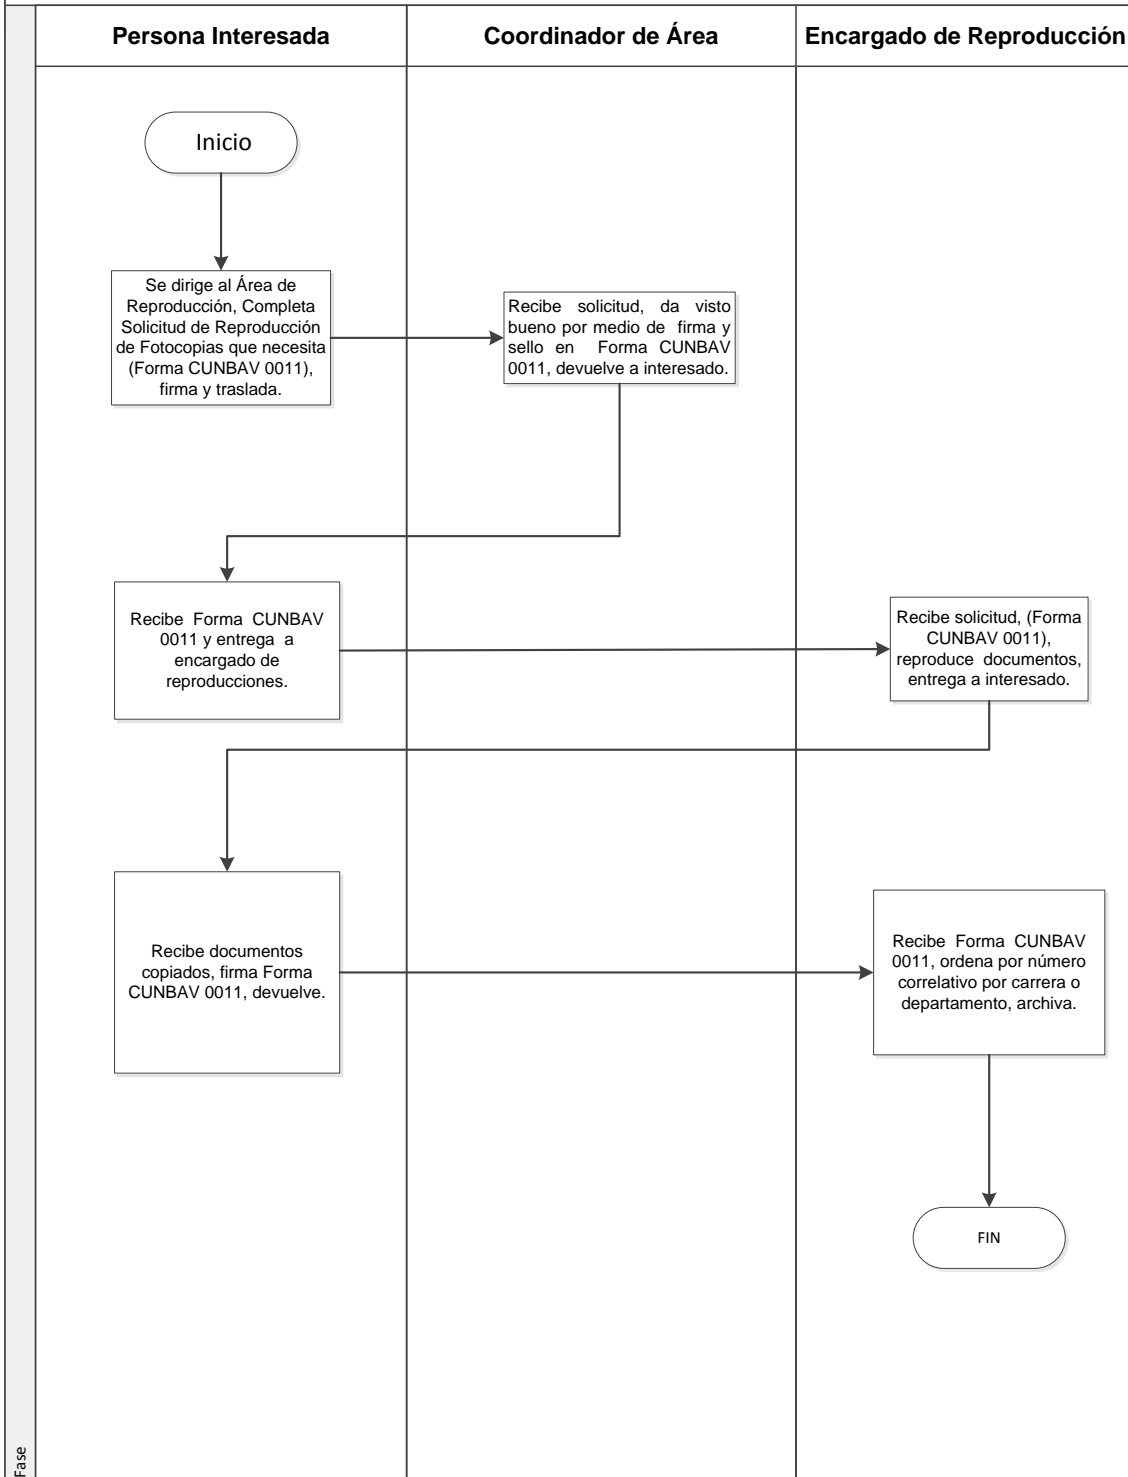 Persona Interesada
Coordinador de Área
Encargado de Reproducción
Inicio
Se dirige al Área de
Reproducción, Completa
Solicitud de Reproducción
de Fotocopias que necesita
(Forma CUNBAV 0011),
firma y traslada.
Recibe solicitud, da visto
bueno por medio de firma y
sello en Forma CUNBAV
0011, devuelve a interesado.
Recibe Forma CUNBAV
0011 y entrega a
encargado de
reproducciones.
Recibe solicitud, (Forma
CUNBAV 0011),
reproduce documentos,
entrega a interesado.
Recibe documentos
copiados, firma Forma
CUNBAV 0011, devuelve.
Recibe Forma CUNBAV
0011, ordena por número
correlativo por carrera o
departamento, archiva.
FIN
Fase